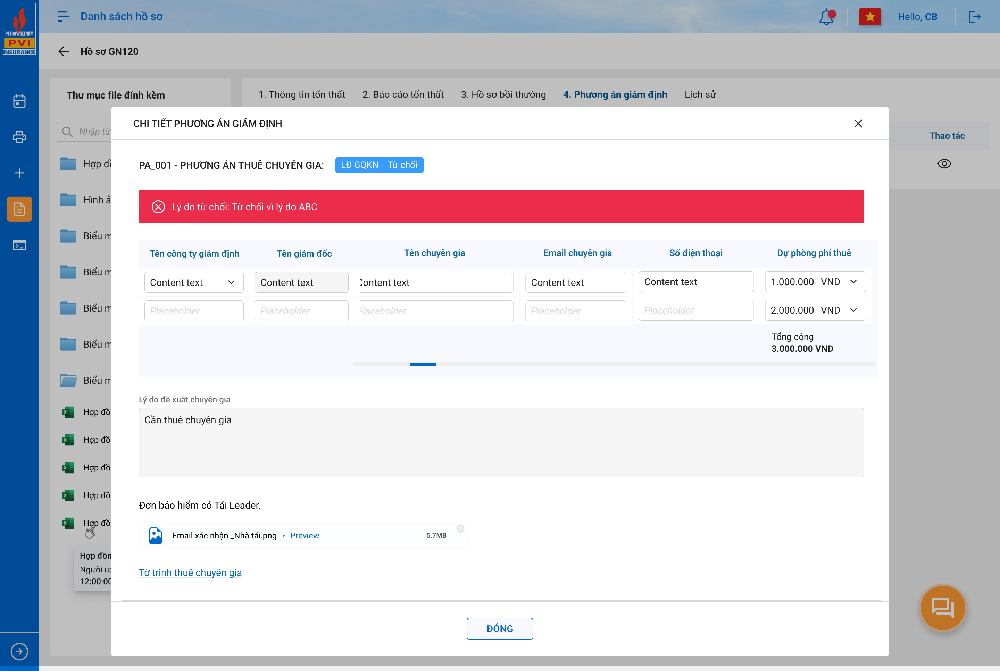 PETROVIETNAM
PVI
INSURANCE
Danh sách hồ sơ
Hello, CB
Hồ sơ GN120
Thư mục file đính kèm
1. Thông tin tổn thất
2. Báo cáo tổn thất
3. Hồ sơ bồi thường
4. Phương án giám định
Lịch sử
Nhập từ
Thao tác
Hợp đồ
Hình ả
Biểu m
Biểu m
Biểu m
Biểu m
Biểu m
Hợp đồ
Hợp đồ
Hợp đồ
Hợp đồ
Hợp đồ
Hợp đồn
Người up
12:00:00
CHI TIẾT PHƯƠNG ÁN GIÁM ĐỊNH
PA_001 - PHƯƠNG ÁN THUÊ CHUYÊN GIA:
LĐ GQKN - Từ chối
Lý do từ chối: Từ chối vì lý do ABC
Tên công ty giám định
Tên giám đốc
Tên chuyên gia
Email chuyên gia
Số điện thoại
Dự phòng phí thuê
Content text
Content text
Content text
Content text
Content text
1.000.000 VND
Placeholder
Placeholder
Placeholder
Placeholder
Placeholder
2.000.000 VND
Tổng cộng
3.000.000 VND
Lý do đề xuất chuyên gia
Cần thuê chuyên gia
Đơn bảo hiểm có Tái Leader.
Email xác nhận _Nhà tái.png • Preview
5.7MB
Tờ trình thuê chuyên gia
ĐÓNG